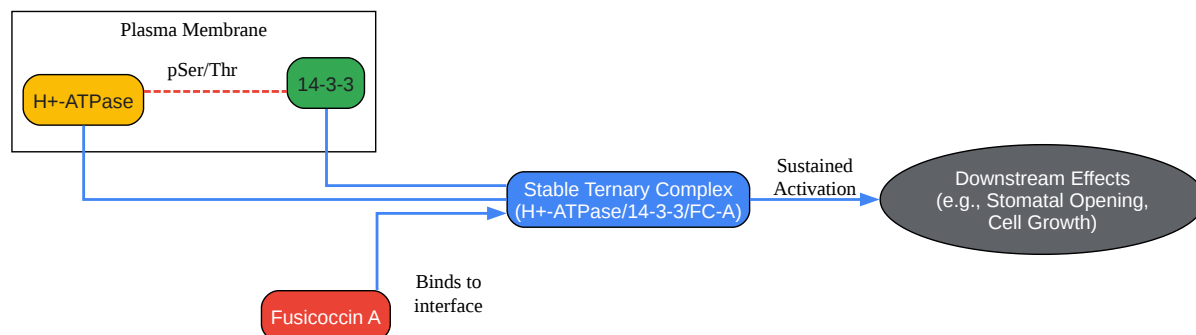 Plasma Membrane
pSer/Thr
H+-ATPase
14-3-3
Stable Ternary Complex
(H+-ATPase/14-3-3/FC-A)
Sustained
Activation
Downstream Effects
(e.g., Stomatal Opening,
Cell Growth)
Binds to
interface
Fusicoccin A